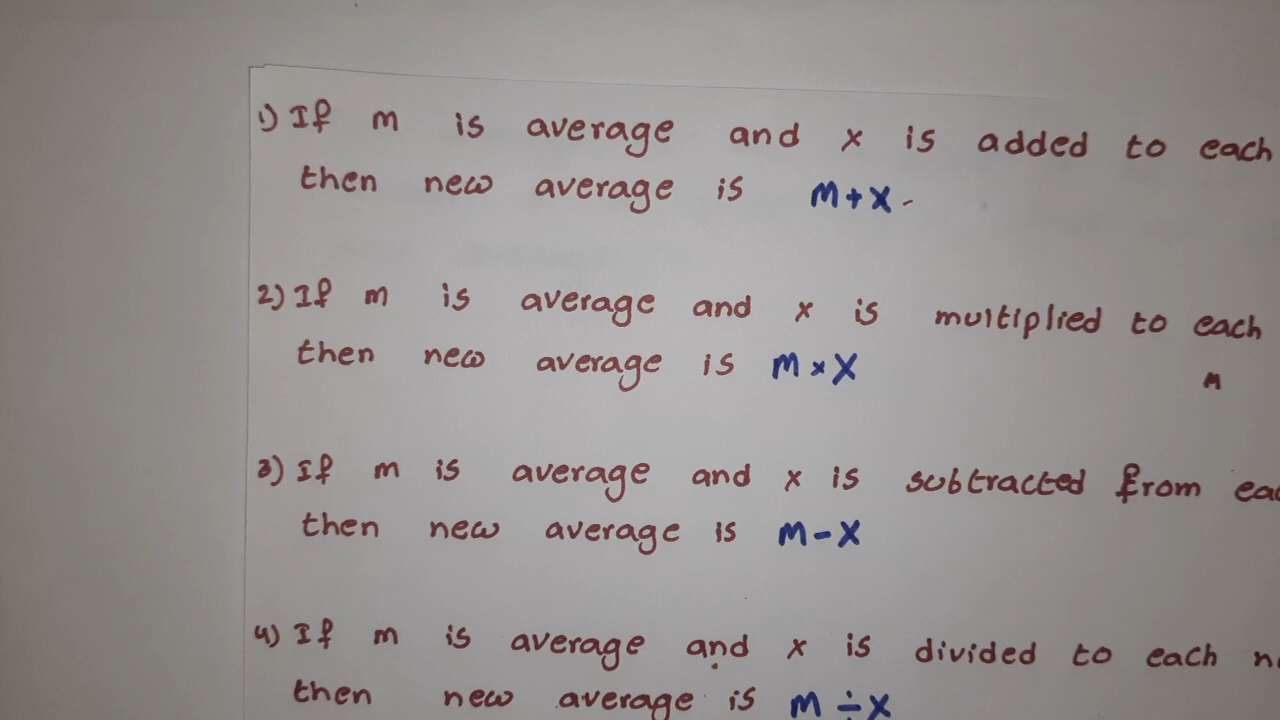 1) If m is average and x is added to each
then new average is m+x.
2) If m is average and x is multiplied to each
then new average is m×x
M
3) If m is average and x is subtracted from
then new average is m-x
4) If m is average and x is divided to each
then new average is m÷x